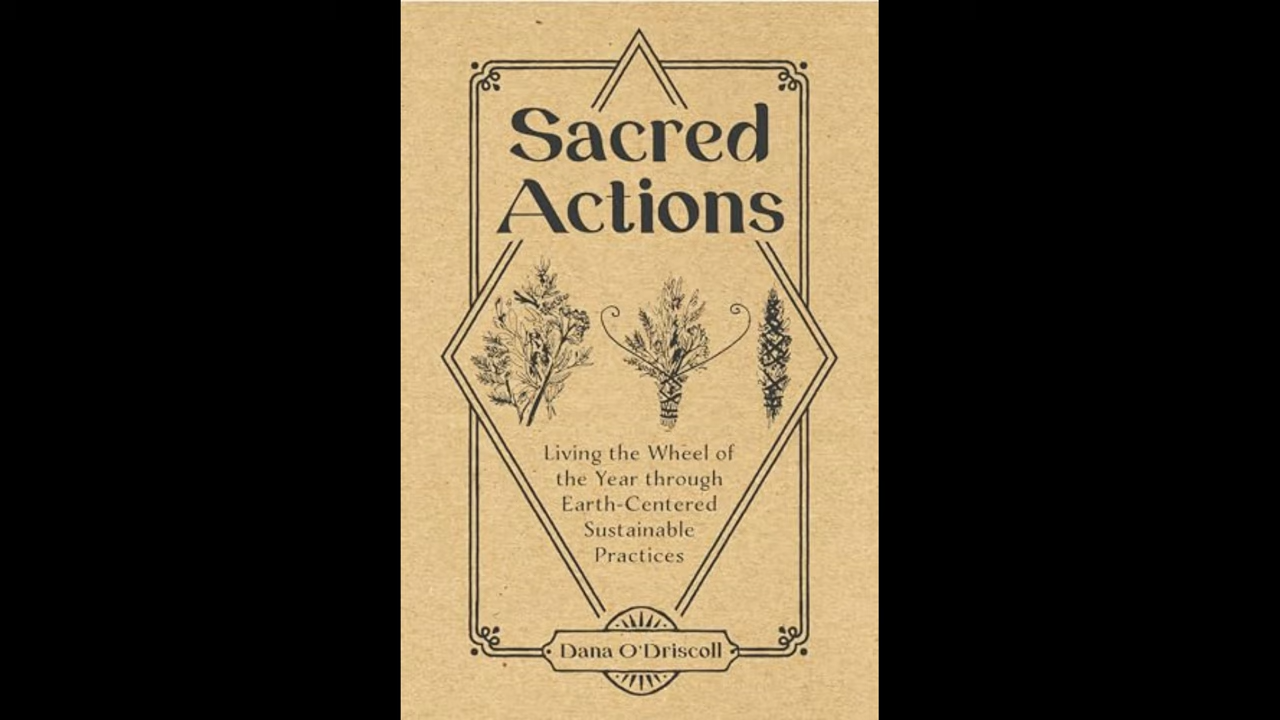 Sacred
Actions
Living the Wheel of
the Year through
Earth-Centered
Sustainable
Practices
Dana O'Driscoll